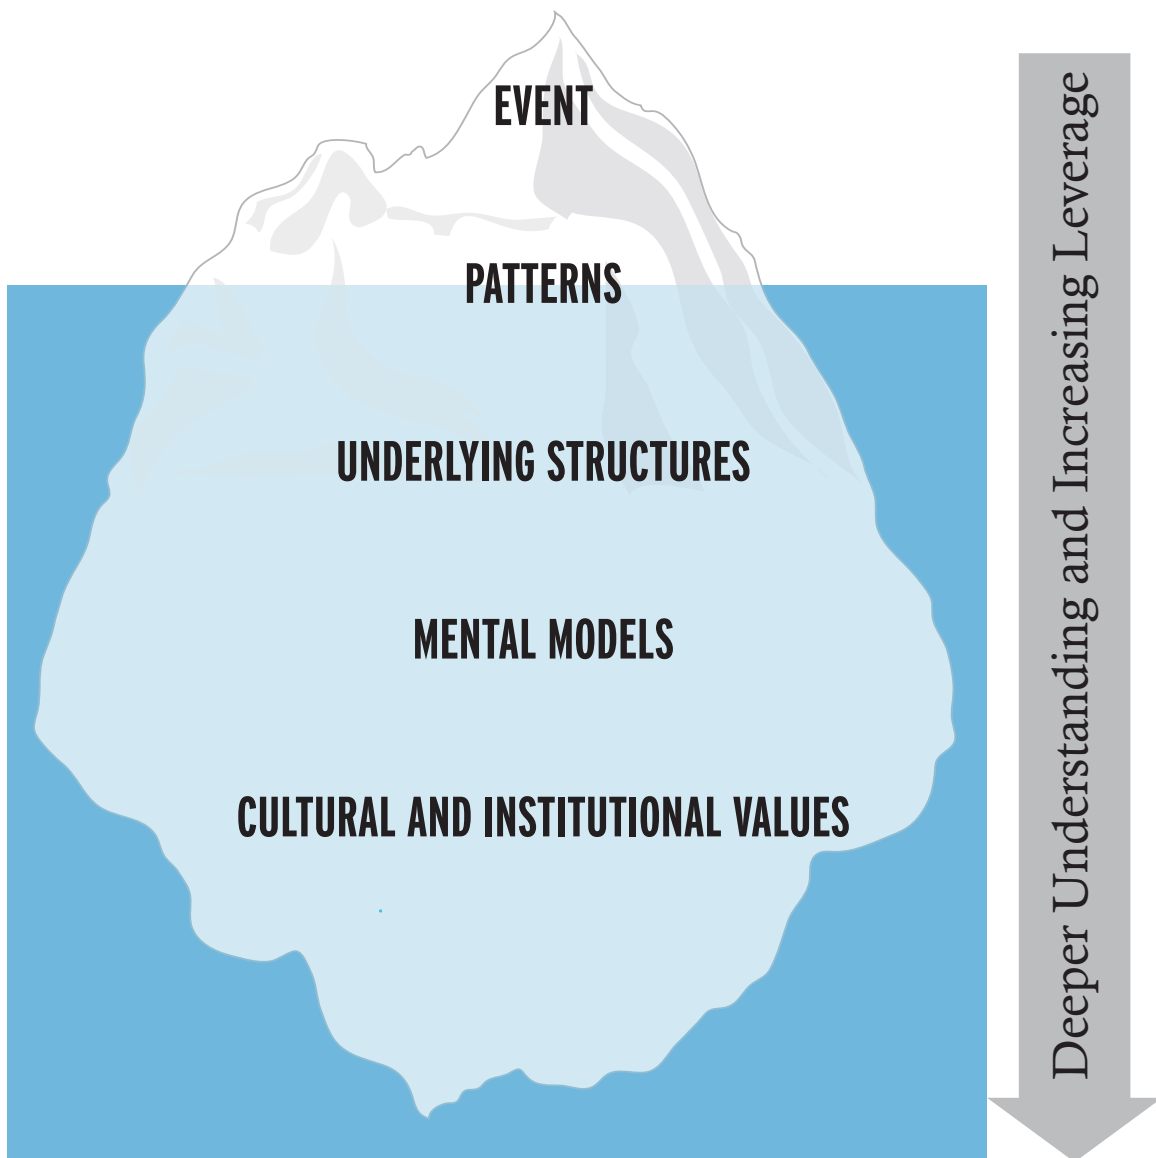 EVENT
PATTERNS
UNDERLYING STRUCTURES
MENTAL MODELS
CULTURAL AND INSTITUTIONAL VALUES
Deeper Understanding and Increasing Leverage